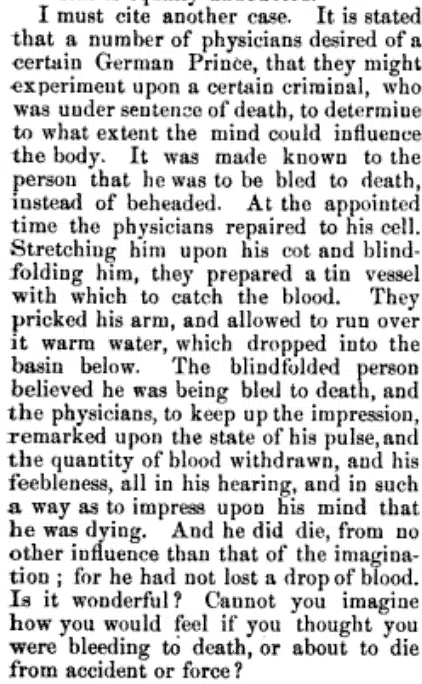 I must cite another case. It is stated
that a number of physicians desired of a
certain German Prince, that they might
experiment upon a certain criminal, who
was under sentence of death, to determine
to what extent the mind could influence
the body. It was made known to the
person that he was to be bled to death,
instead of beheaded. At the appointed
time the physicians repaired to his cell.
Stretching him upon his cot and blind-
folding him, they prepared a tin vessel
with which to catch the blood. They
pricked his arm, and allowed to run over
it warm water, which dropped into the
basin below. The blindfolded person
believed he was being bled to death, and
the physicians, to keep up the impression,
remarked upon the state of his pulse, and
the quantity of blood withdrawn, and his
feebleness, all in his hearing, and in such
a way as to impress upon his mind that
he was dying. And he did die, from no
other influence than that of the imagina-
tion ; for he had not lost a drop of blood.
Is it wonderful ? Cannot you imagine
how you would feel if you thought you
were bleeding to death, or about to die
from accident or force ?